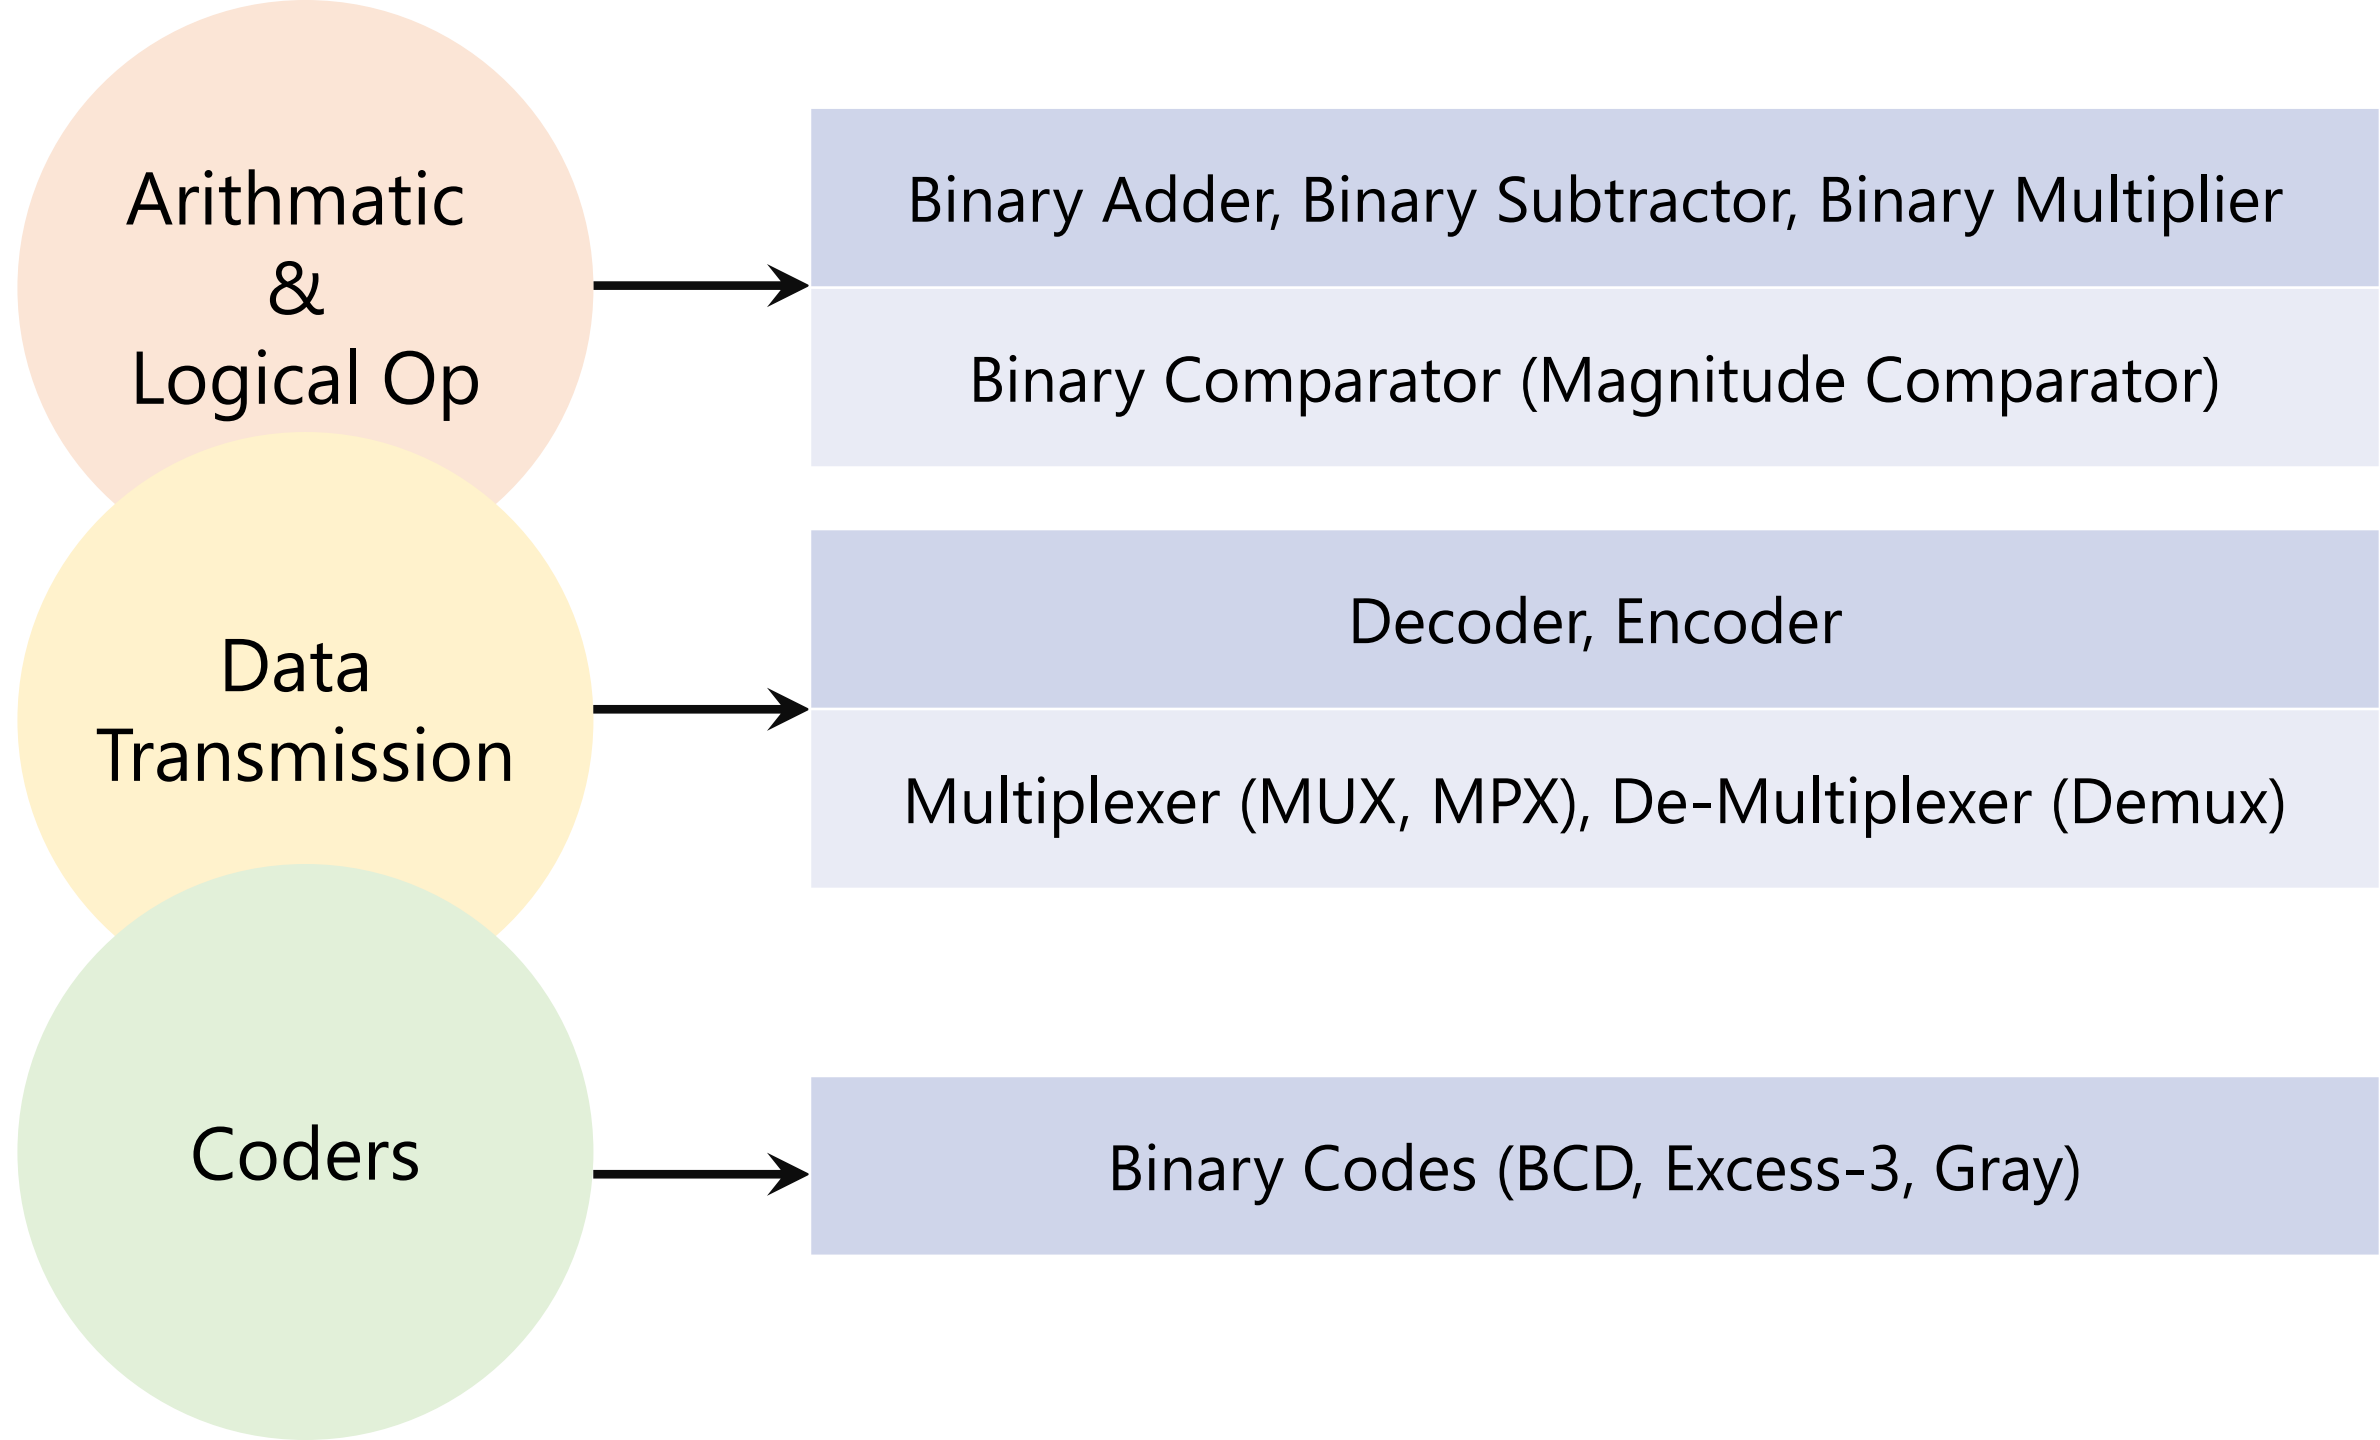 Arithmatic
&
Logical Op
Binary Adder, Binary Subtractor, Binary Multiplier
Binary Comparator (Magnitude Comparator)
Data
Transmission
Decoder, Encoder
Multiplexer (MUX, MPX), De-Multiplexer (Demux)
Coders
Binary Codes (BCD, Excess-3, Gray)